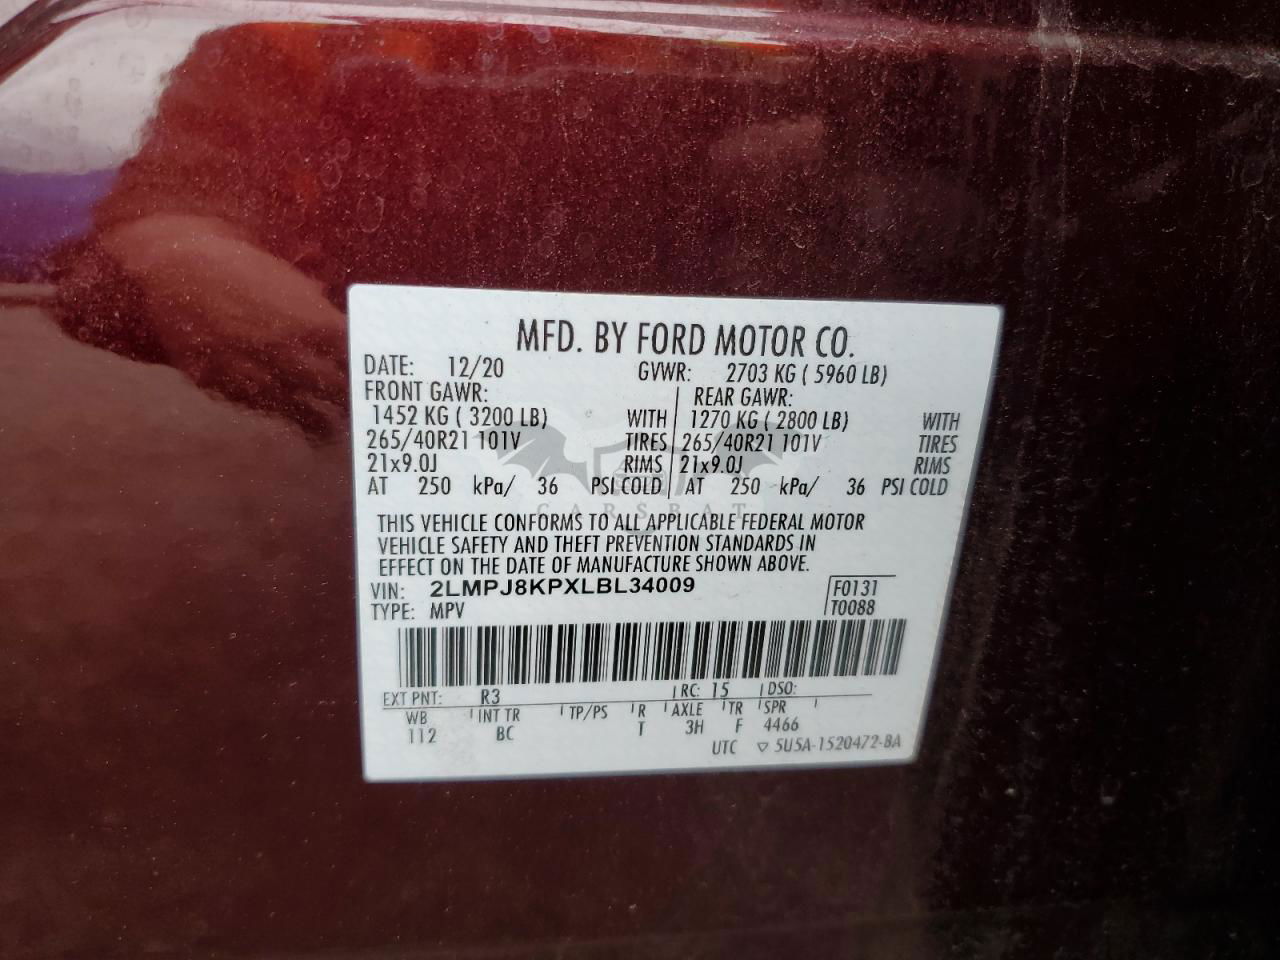 MFD. BY FORD MOTOR CO.
DATE: 12/20 GVWR: 2703 KG ( 5960 LB)
FRONT GAWR: REAR GAWR:
1452 KG ( 3200 LB) WITH 1270 KG ( 2800 LB) WITH
265/40R21 101V TIRES 265/40R21 101V TIRES
21x9.0J RIMS 21x9.0J RIMS
AT 250 kPa/ 36 PSI COLD AT 250 kPa/ 36 PSI COLD
CARSBAT
THIS VEHICLE CONFORMS TO ALL APPLICABLE FEDERAL MOTOR
VEHICLE SAFETY AND THEFT PREVENTION STANDARDS IN
EFFECT ON THE DATE OF MANUFACTURE SHOWN ABOVE.
VIN: 2LMPJ8KPXLBL34009 F0131
TYPE: MPV T0088
EXT PNT: R3 RC: 15 DSO:
WB INT TR TP/PS R AXLE TR SPR
112 BC T 3H F 4466
UTC ▽ 5U5A-1520472-BA